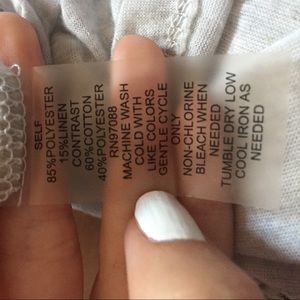 SELF
85%POLYESTER
15%LINEN
CONTRAST
60%COTTON
40%POLYESTER
RN97088
MACHINE WASH
COLD WITH
LIKE COLORS
GENTLE CYCLE
ONLY
NON-CHLORINE
BLEACH WHEN
NEEDED
TUMBLE DRY LOW
COOL IRON AS
NEEDED